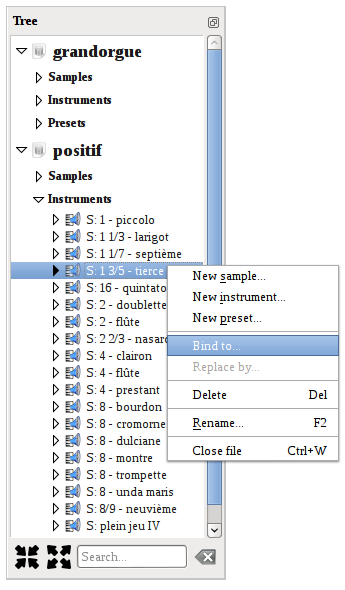 Tree
grandorgue
Samples
Instruments
Presets
positif
Samples
Instruments
S: 1 - piccolo
S: 1 1/3 - larigot
S: 1 1/7 - septième
S: 1 3/5 - tierce
S: 16 - quintato
S: 2 - doublette
S: 2 - flûte
S: 2 2/3 - nasard
S: 4 - clairon
S: 4 - flûte
S: 4 - prestant
S: 8 - bourdon
S: 8 - cromorne
S: 8 - dulciane
S: 8 - montre
S: 8 - trompette
S: 8 - unda maris
S: 8/9 - neuvième
S: plein jeu IV
New sample...
New instrument...
New preset...
Bind to...
Replace by...
Delete Del
Rename... F2
Close file Ctrl+W
Search...